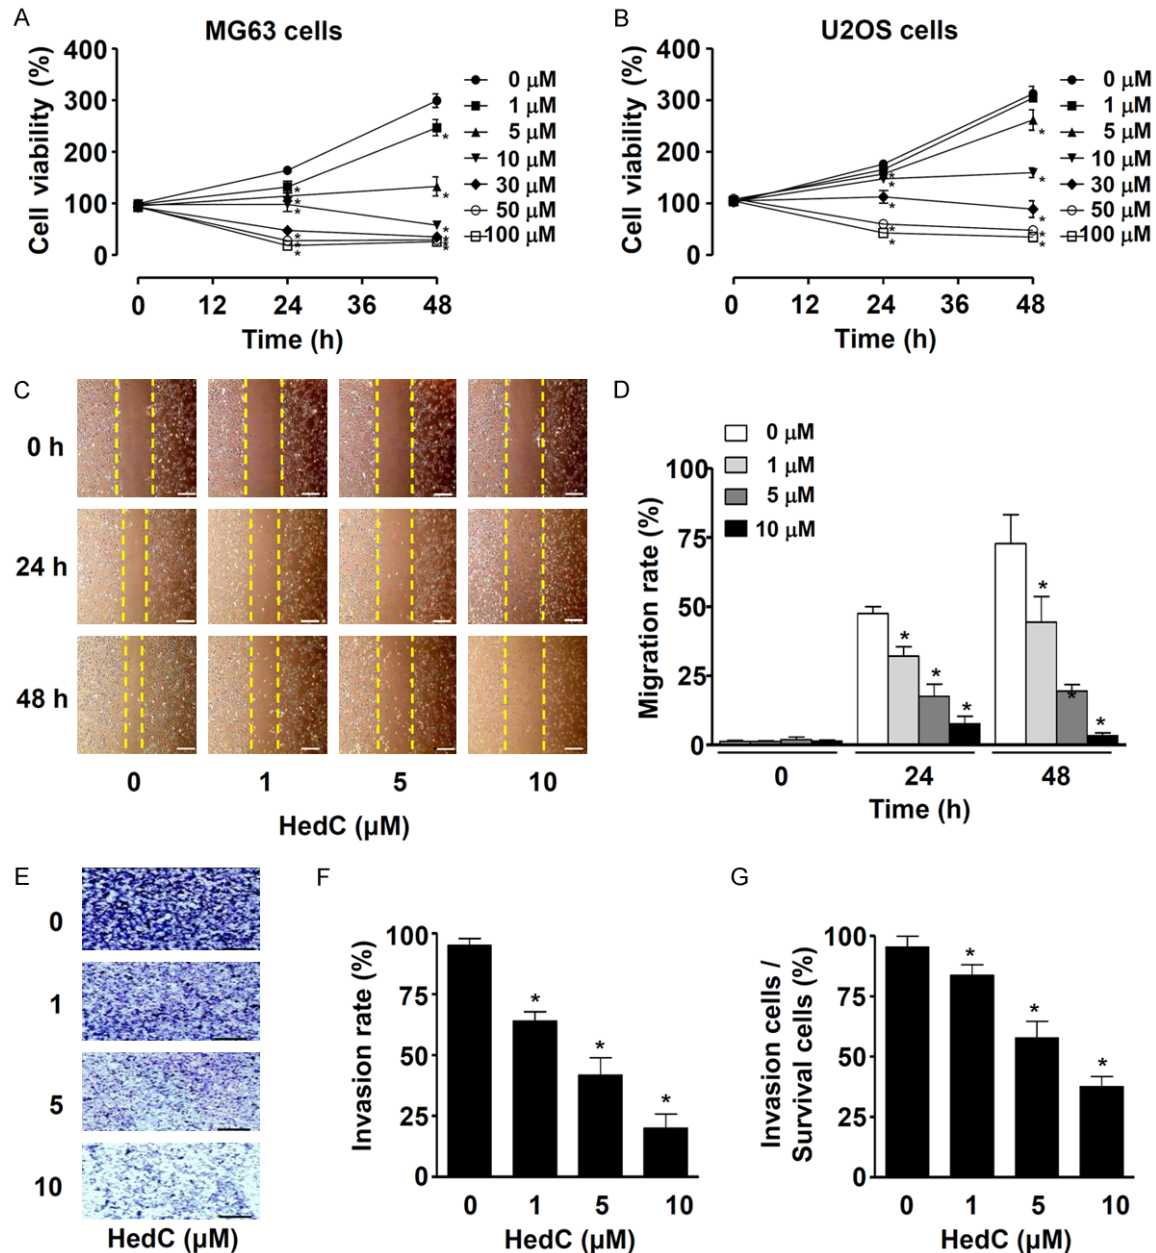 A
MG63 cells
Cell viability (%)
400
300
200
100
0
0
12
24
36
48
Time (h)
0 μM
1 μM
5 μM
10 μM
30 μM
50 μM
100 μM
* * * * * *
* * * * * *
B
U2OS cells
Cell viability (%)
400
300
200
100
0
0
12
24
36
48
Time (h)
0 μM
1 μM
5 μM
10 μM
30 μM
50 μM
100 μM
* * * * *
* * * * *
C
0 h
24 h
48 h
0
1
5
10
HedC (μM)
D
0 μM
1 μM
5 μM
10 μM
Migration rate (%)
100
75
50
25
0
* * *
* * *
0
24
48
Time (h)
E
0
1
5
10
HedC (μM)
F
Invasion rate (%)
100
75
50
25
0
* * *
0
1
5
10
HedC (μM)
G
Invasion cells /
Survival cells (%)
100
75
50
25
0
* * *
0
1
5
10
HedC (μM)